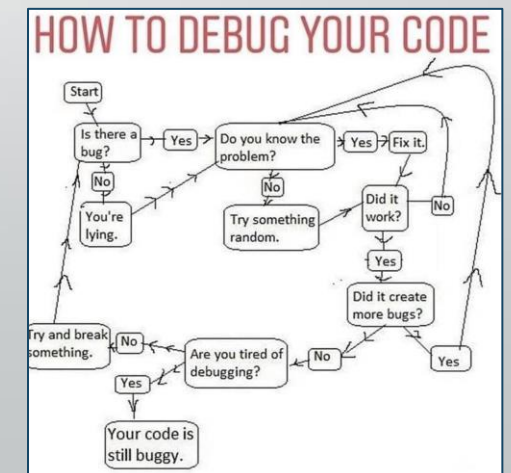 HOW TO DEBUG YOUR CODE
Start
Is there a
bug?
Yes
Do you know the
problem?
Yes
Fix it.
No
You're
lying.
No
Try something
random.
Did it
work?
No
Yes
Did it create
more bugs?
Yes
No
Are you tired of
debugging?
No
Try and break
something.
Yes
Your code is
still buggy.